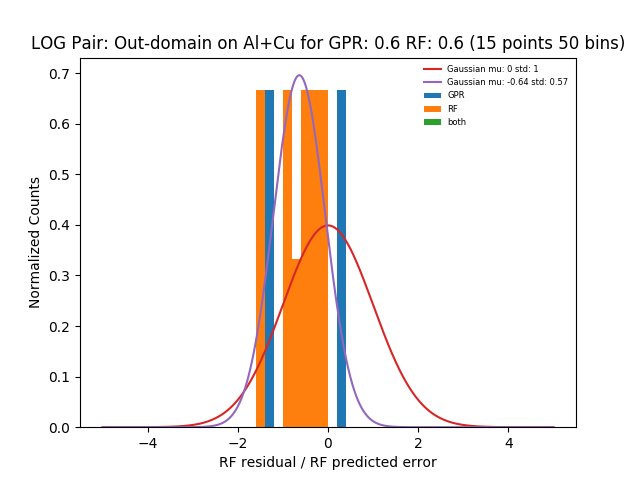 LOG Pair: Out-domain on Al+Cu for GPR: 0.6 RF: 0.6 (15 points 50 bins)
Gaussian mu: 0 std: 1
Gaussian mu: -0.64 std: 0.57
GPR
RF
both
Normalized Counts
0.7
0.6
0.5
0.4
0.3
0.2
0.1
0.0
−4
−2
0
2
4
RF residual / RF predicted error